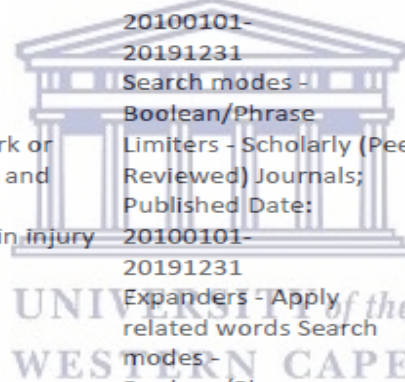 20100101-
20191231
Search modes -
Boolean/Phrase
rk or Limiters - Scholarly (Pee
and Reviewed) Journals;
Published Date:
in injury 20100101-
20191231
Expanders - Apply
UNIVERSITY of the
related words Search
modes -
WESTERN CAPE